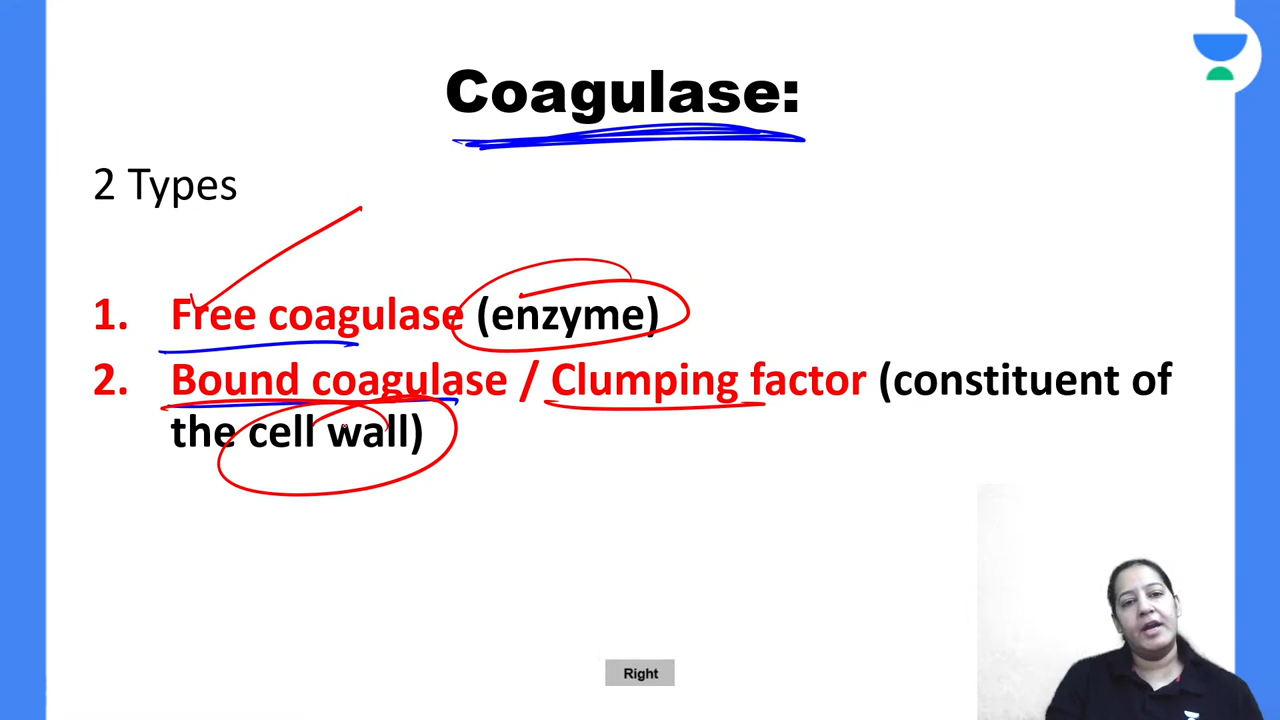 Coagulase:
2 Types
1. Free coagulase (enzyme)
2. Bound coagulase / Clumping factor (constituent of
the cell wall)
Right